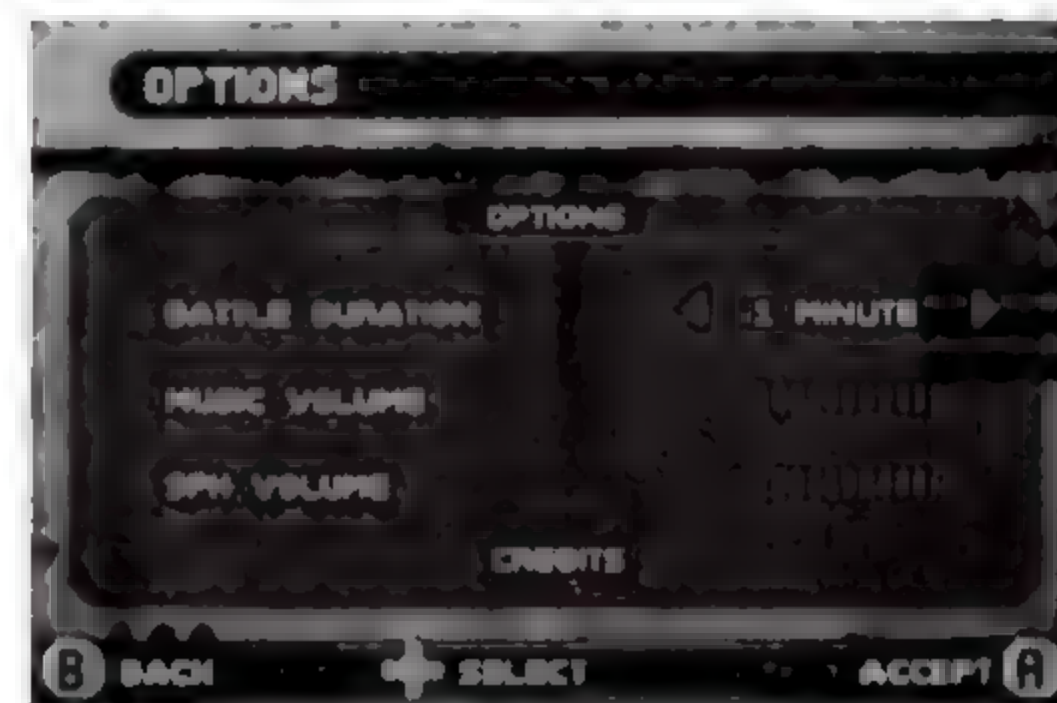 OPTIONS
OPTIONS
BATTLE DURATION
1 MINUTE
MUSIC VOLUME
SFX VOLUME
CREDITS
B BACK
SELECT
ACCEPT A